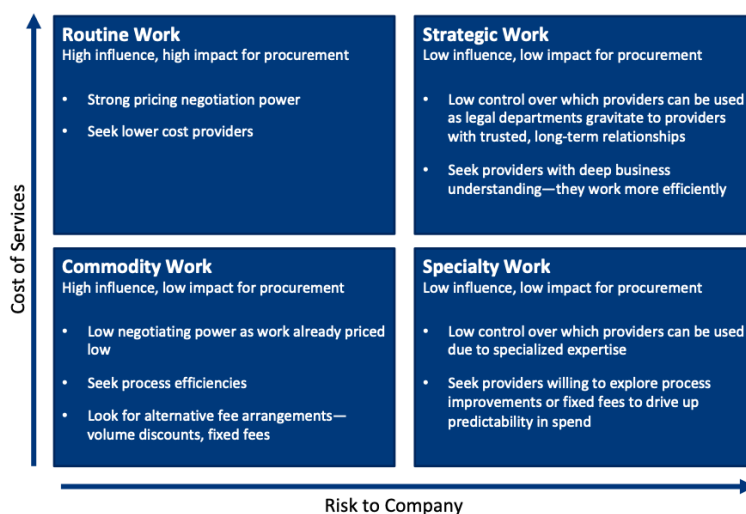 Routine Work
High influence, high impact for procurement
• Strong pricing negotiation power
• Seek lower cost providers
Strategic Work
Low influence, low impact for procurement
• Low control over which providers can be used
as legal departments gravitate to providers
with trusted, long-term relationships
• Seek providers with deep business
understanding—they work more efficiently
Commodity Work
High influence, low impact for procurement
• Low negotiating power as work already priced
low
• Seek process efficiencies
• Look for alternative fee arrangements—
volume discounts, fixed fees
Specialty Work
Low influence, low impact for procurement
• Low control over which providers can be used
due to specialized expertise
• Seek providers willing to explore process
improvements or fixed fees to drive up
predictability in spend
Cost of Services
Risk to Company